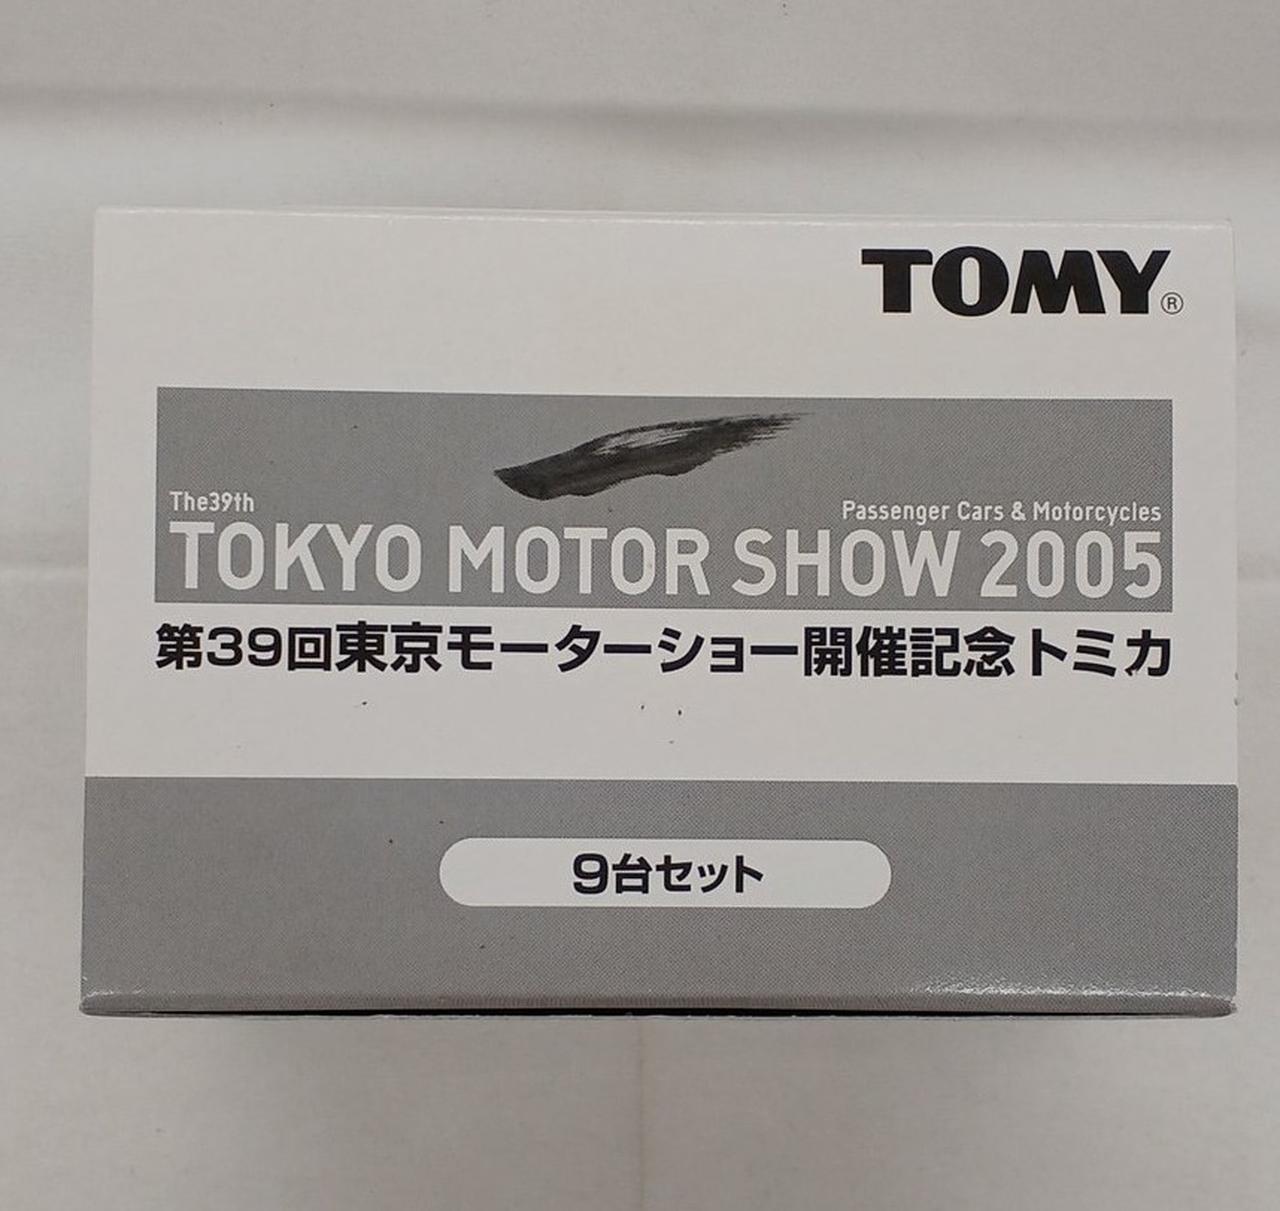 TOMY®
The39th
Passenger Cars & Motorcycles
TOKYO MOTOR SHOW 2005
第39回東京モーターショー開催記念トミカ
9台セット